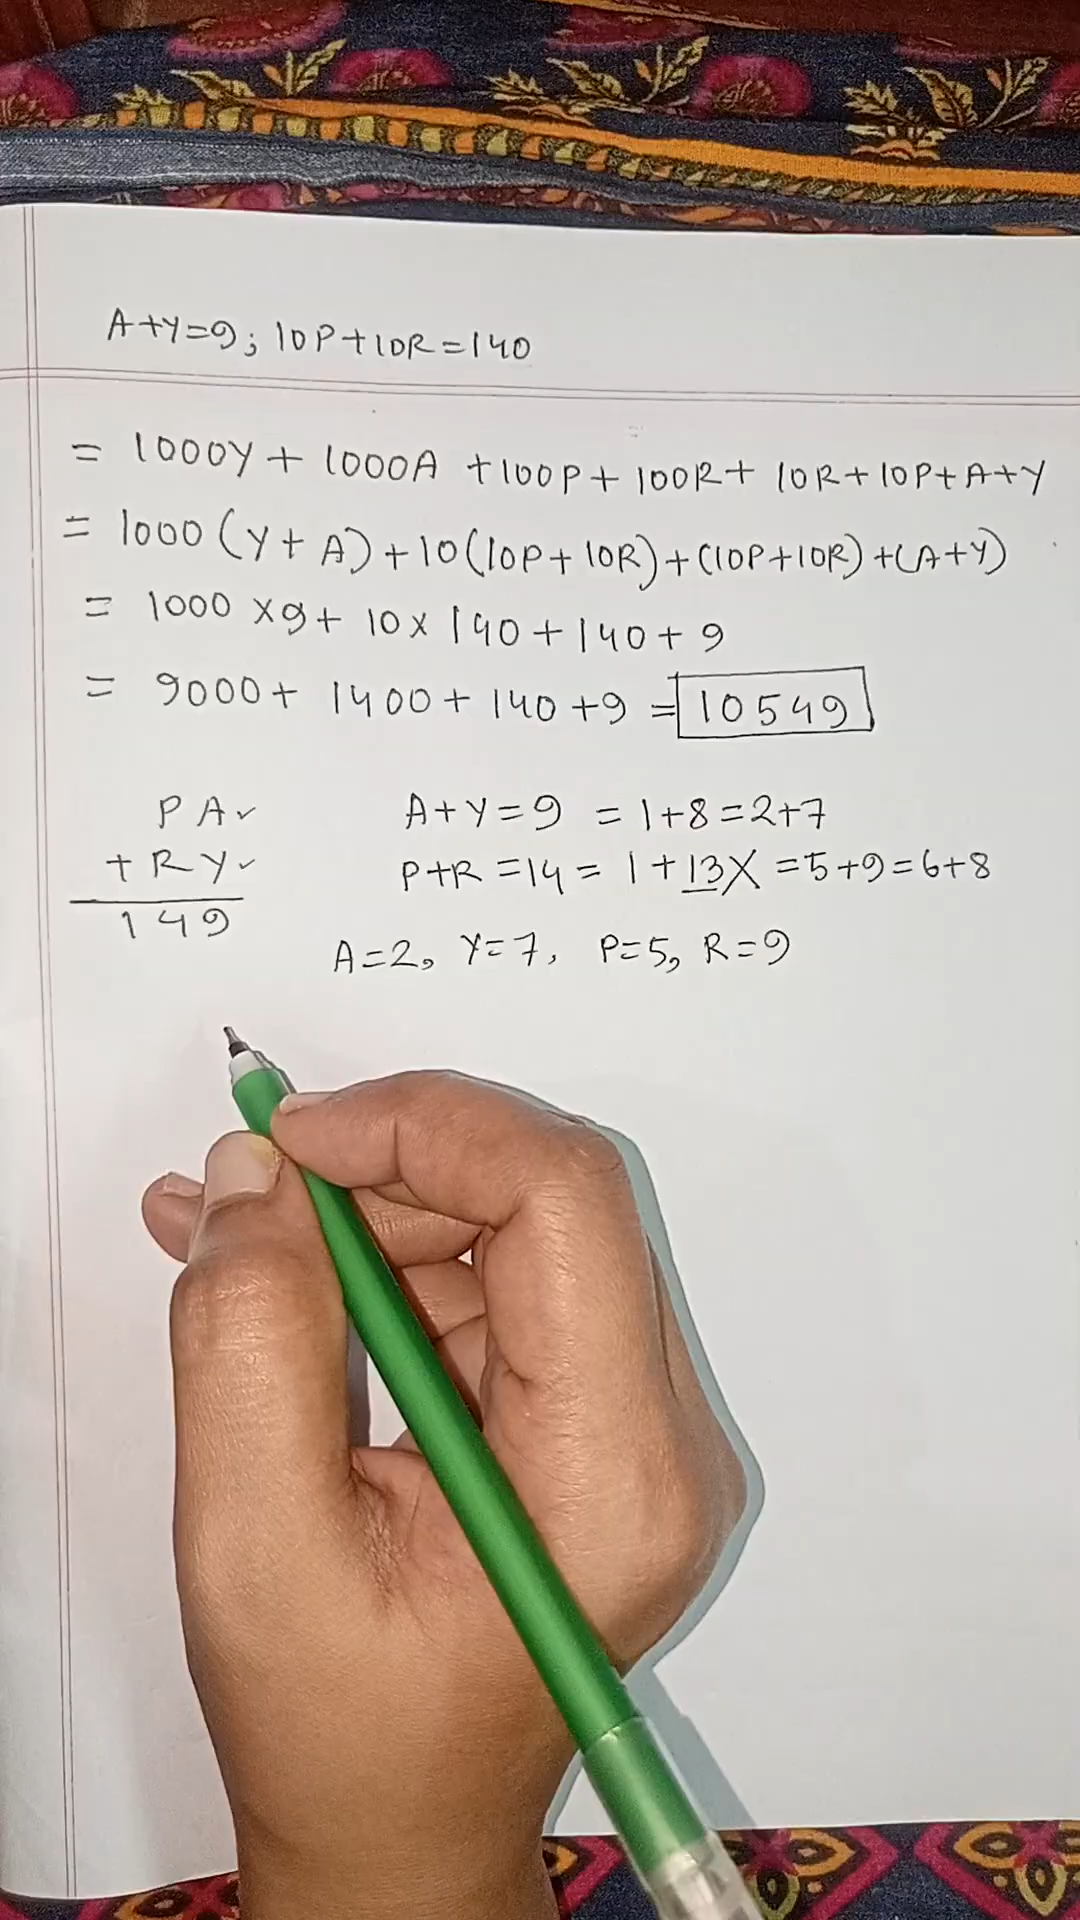 A+Y=9; 10P+10R=140
= 1000Y + 1000A +100P+ 100R+ 10R+10P+A+Y
= 1000 (Y+A)+10(10P+10R)+(10P+10R)+(A+Y)
= 1000 x9+ 10x 140+140+ 9
= 9000+ 1400+ 140+9 = 10549
PA✓ A+Y=9 = 1+8=2+7
+RY✓ P+R=14= 1+13X =5+9=6+8
149
A=2, Y=7, P=5, R=9